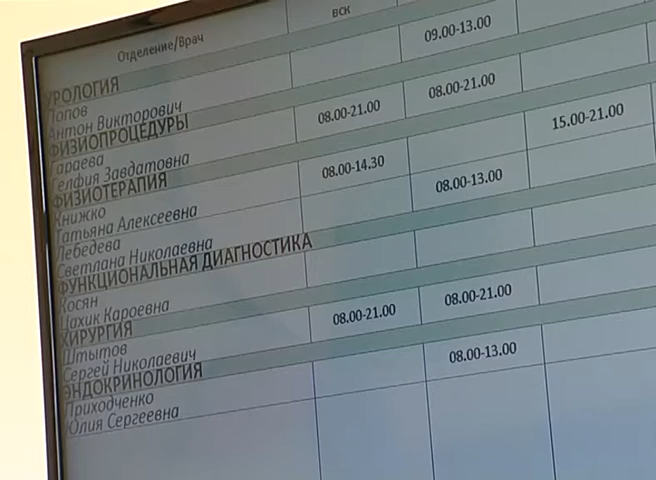 Отделение/Врач вск
УРОЛОГИЯ
Попов 09.00-13.00
Антон Викторович
ФИЗИОПРОЦЕДУРЫ
Гараева 08.00-21.00 08.00-21.00
Гелфия Завдатовна
ФИЗИОТЕРАПИЯ
Книжко 08.00-14.30 15.00-21.00
Татьяна Алексеевна
Лебедева 08.00-13.00
Светлана Николаевна
ФУНКЦИОНАЛЬНАЯ ДИАГНОСТИКА
Косян
Цахик Кароевна
ХИРУРГИЯ
Штытов 08.00-21.00 08.00-21.00
Сергей Николаевич
ЭНДОКРИНОЛОГИЯ
Приходченко 08.00-13.00
Юлия Сергеевна